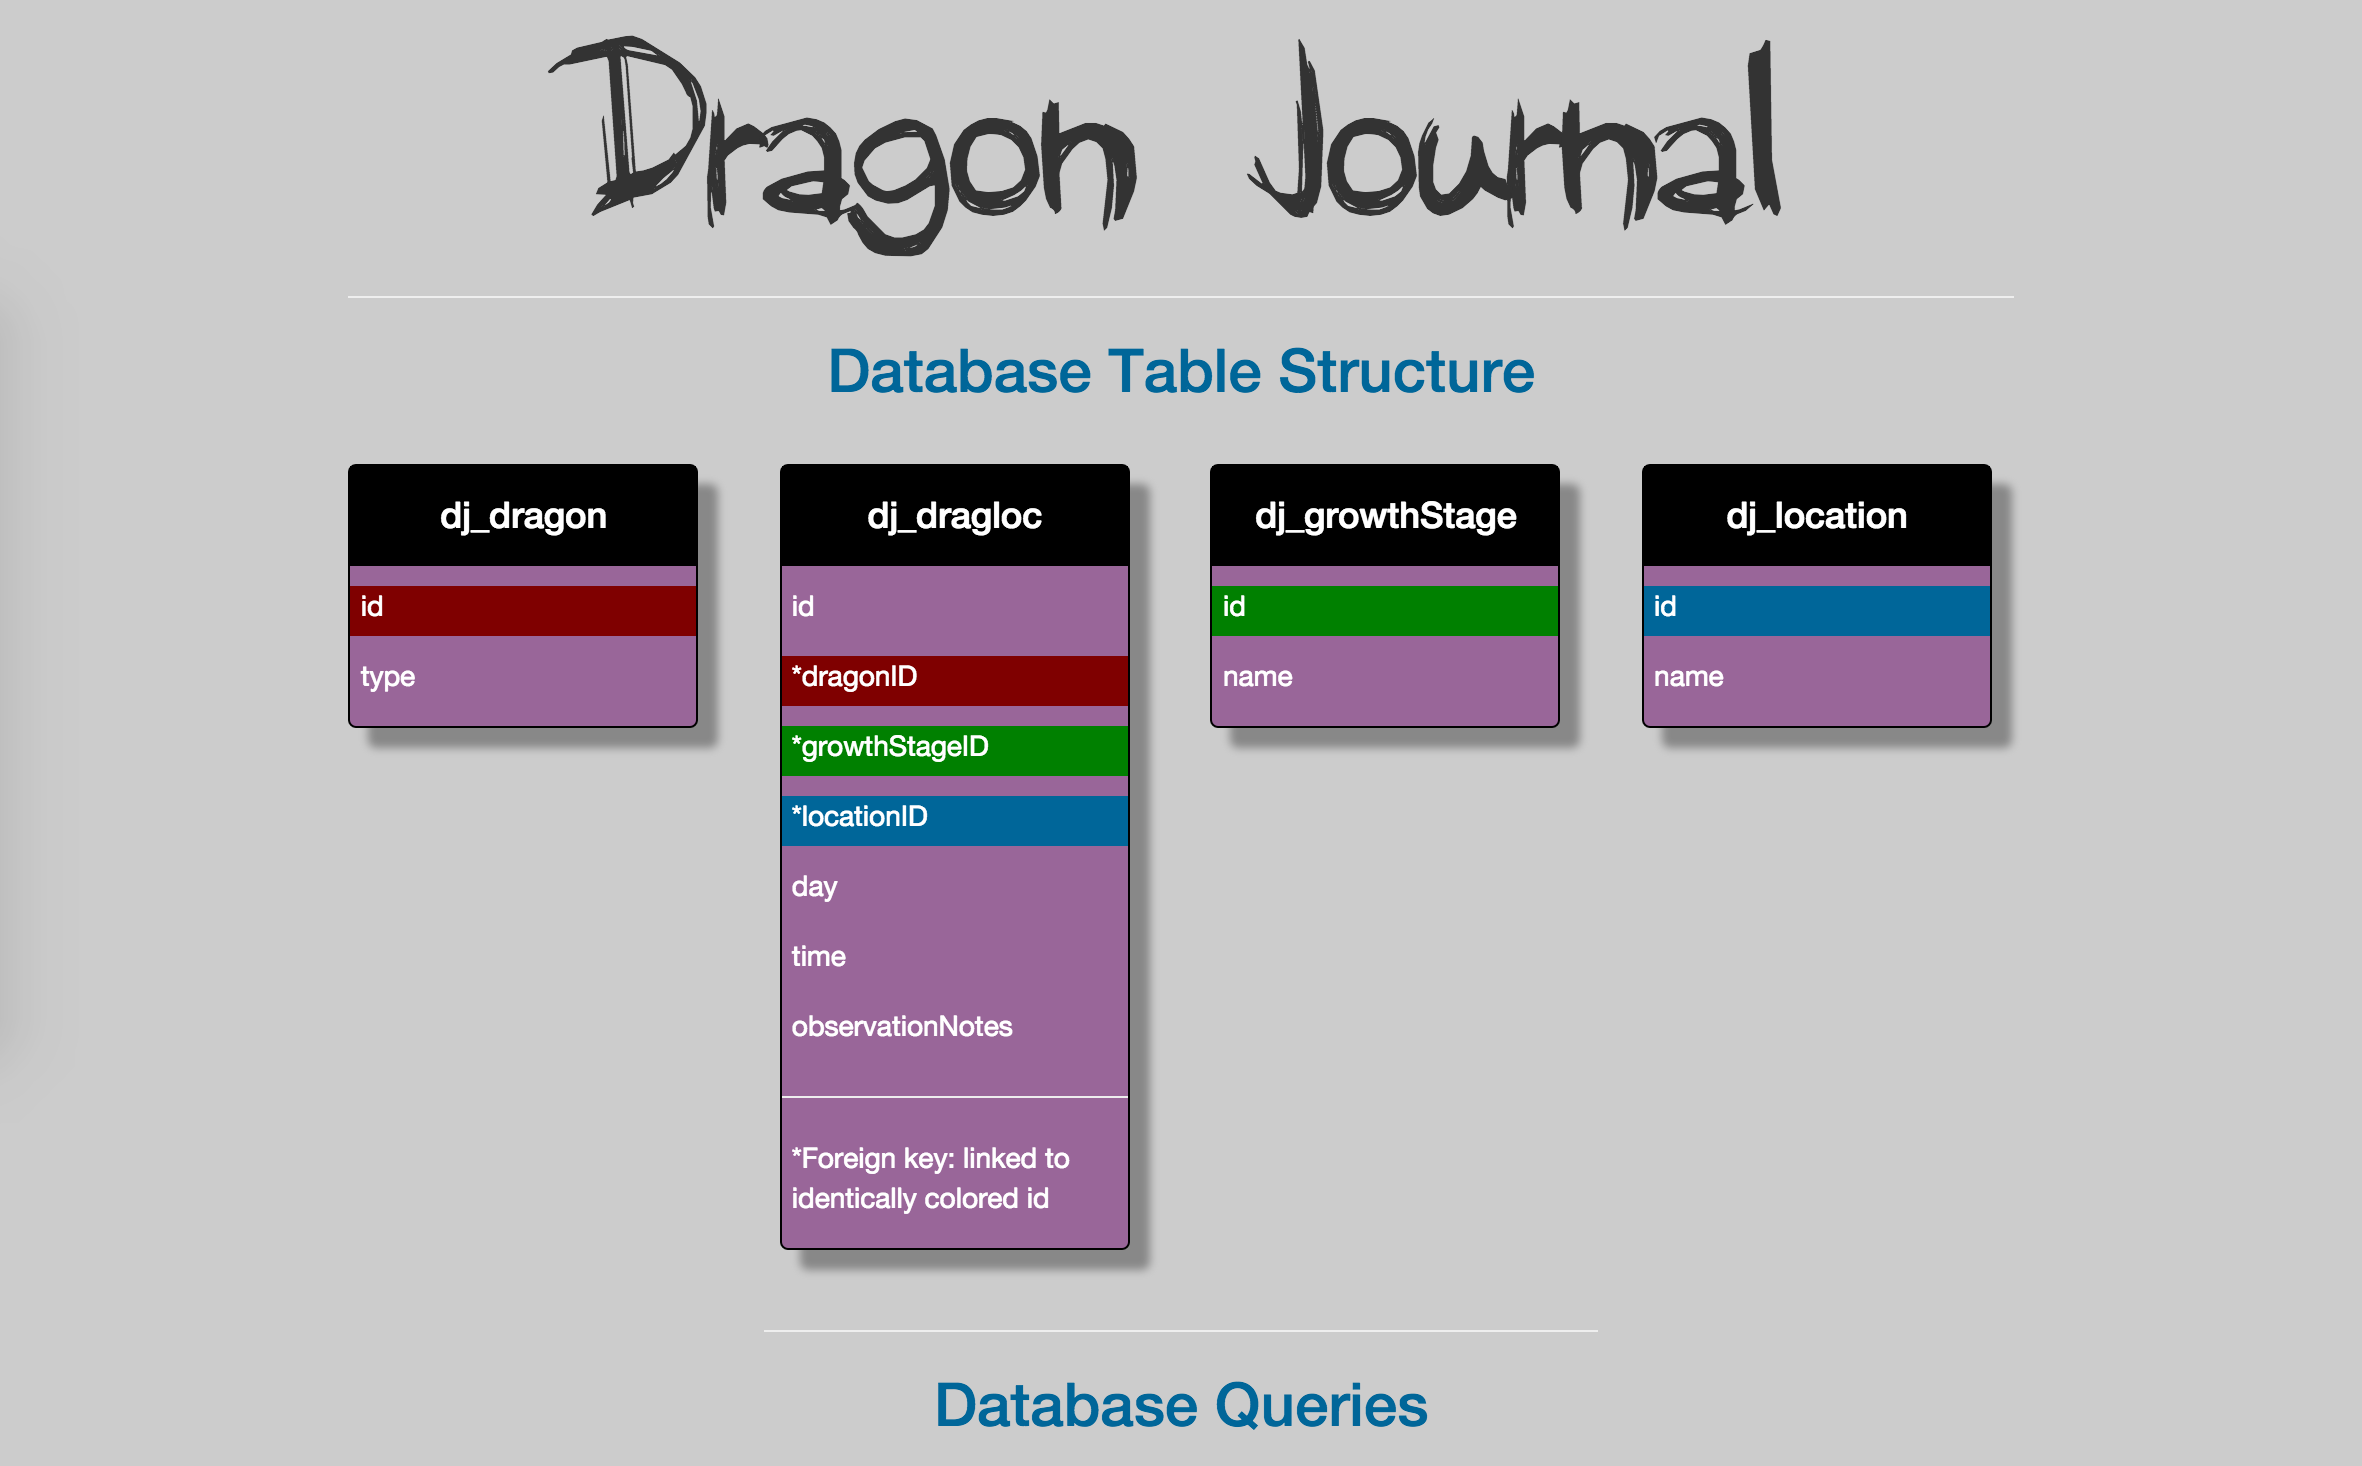 Dragon Journal
Database Table Structure
dj_dragon
id
type
dj_dragloc
id
*dragonID
*growthStageID
*locationID
day
time
observationNotes
*Foreign key: linked to
identically colored id
dj_growthStage
id
name
dj_location
id
name
Database Queries